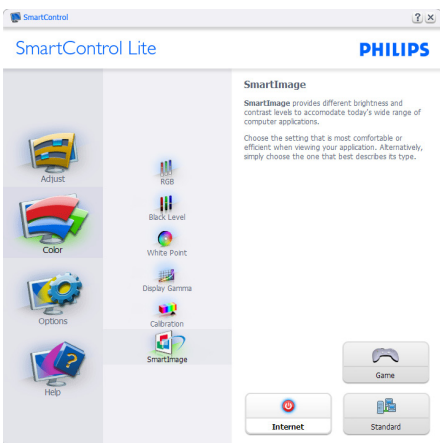 SmartControl
SmartControl Lite
PHILIPS
Adjust
Color
Options
Help
RGB
Black Level
White Point
Display Gamma
Calibration
SmartImage
SmartImage
SmartImage provides different brightness and
contrast levels to accomodate today's wide range of
computer applications.
Choose the setting that is most comfortable or
efficient when viewing your application. Alternatively,
simply choose the one that best describes its type.
Game
Internet
Standard